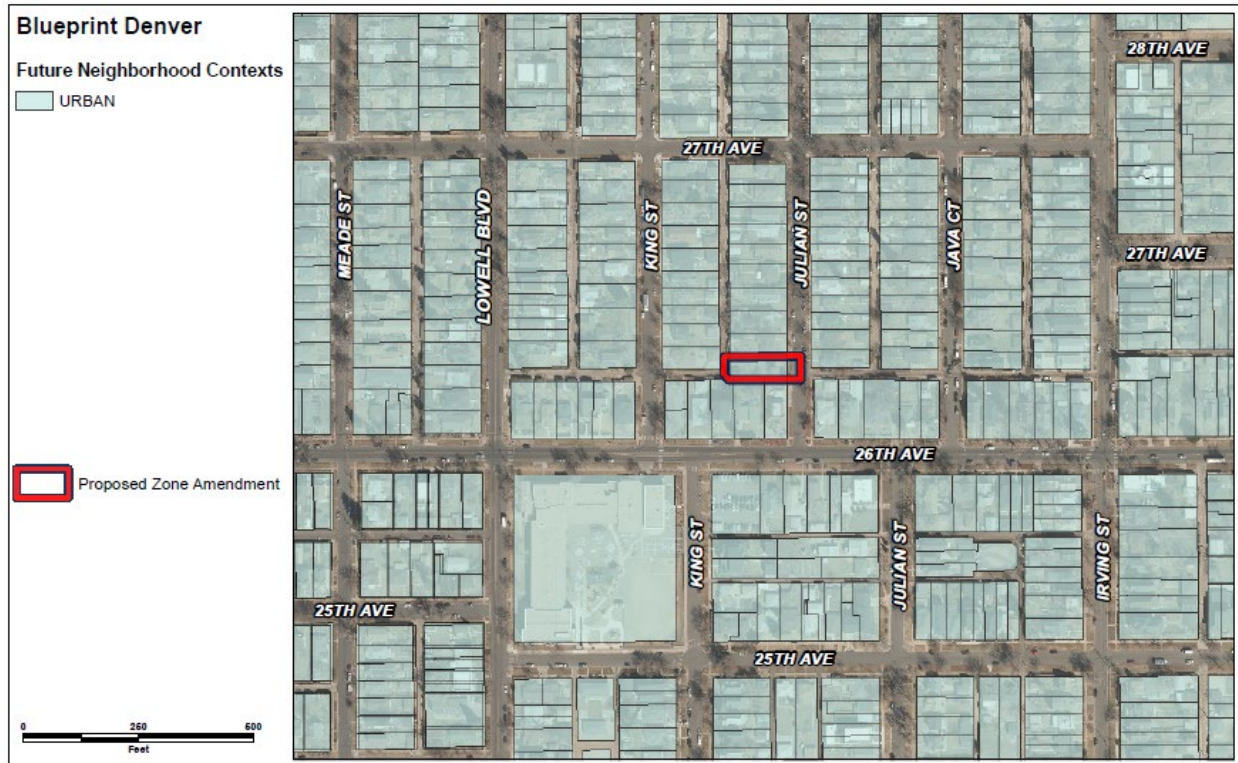 Blueprint Denver
Future Neighborhood Contexts
URBAN
Proposed Zone Amendment
0 250 500
Feet
28TH AVE
27TH AVE
MEADE ST
LOWELL BLVD
KING ST
JULIAN ST
JAVA CT
27TH AVE
26TH AVE
KING ST
JULIAN ST
IRVING ST
25TH AVE
25TH AVE